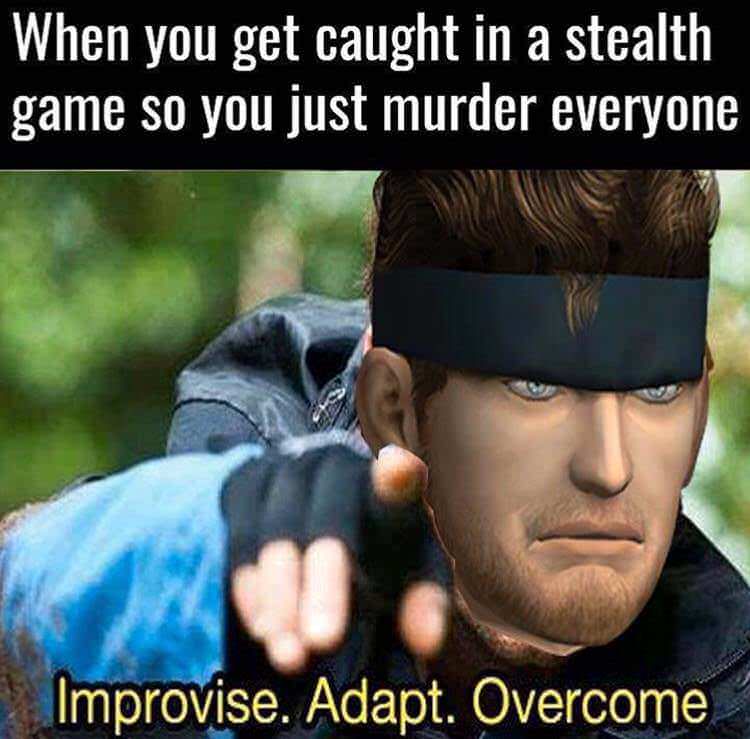 When you get caught in a stealth
game so you just murder everyone
Improvise. Adapt. Overcome